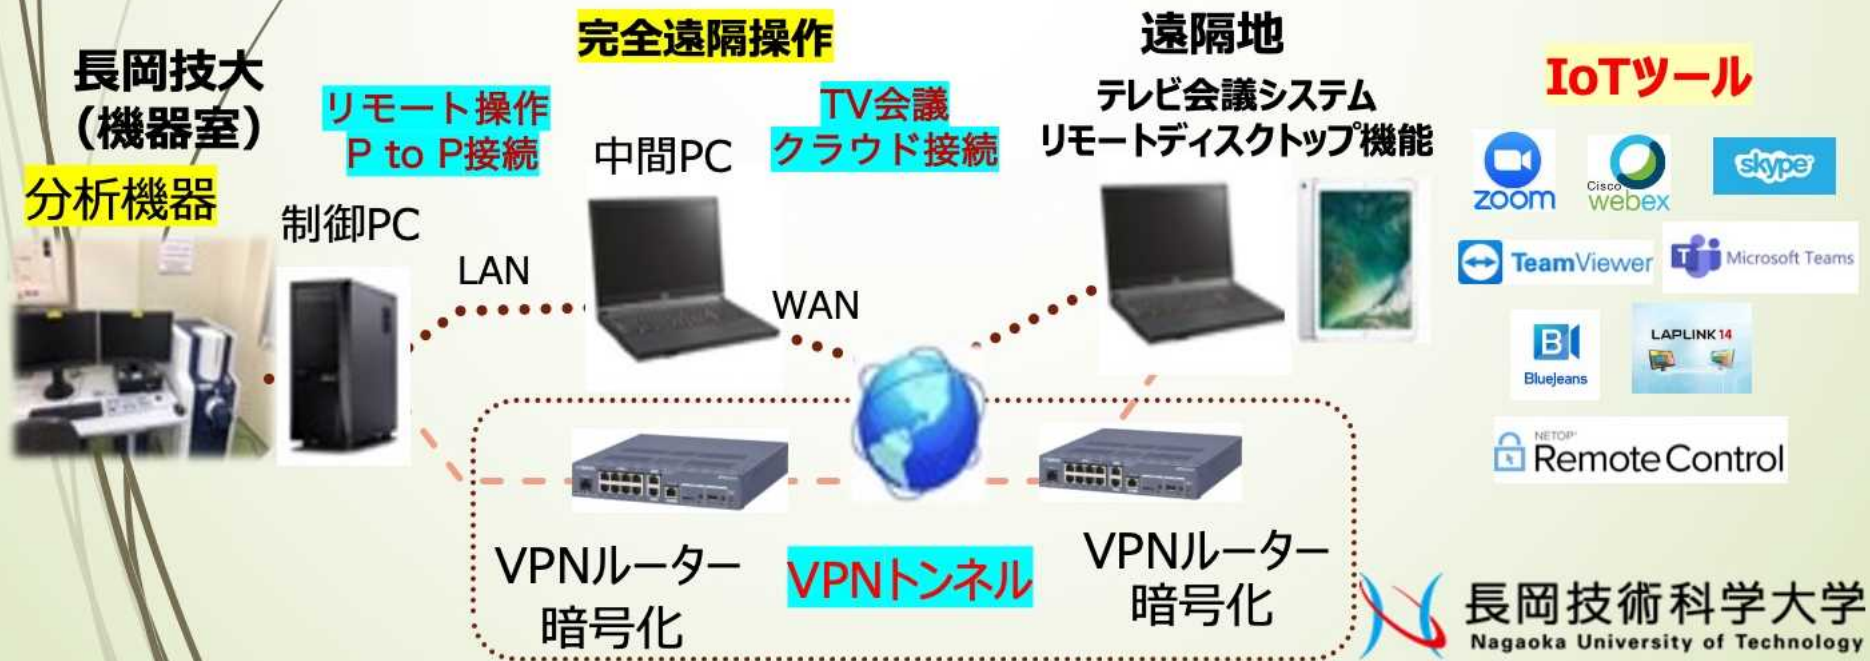 完全遠隔操作
長岡技大
（機器室）
分析機器
制御PC
リモート操作
P to P接続
中間PC
TV会議
クラウド接続
遠隔地
テレビ会議システム
リモートディスクトップ機能
LAN
WAN
VPNルーター
暗号化
VPNトンネル
VPNルーター
暗号化
IoTツール
zoom
Cisco
webex
skype
TeamViewer
Microsoft Teams
BlueJeans
LAPLINK 14
NETOP
Remote Control
長岡技術科学大学
Nagaoka University of Technology